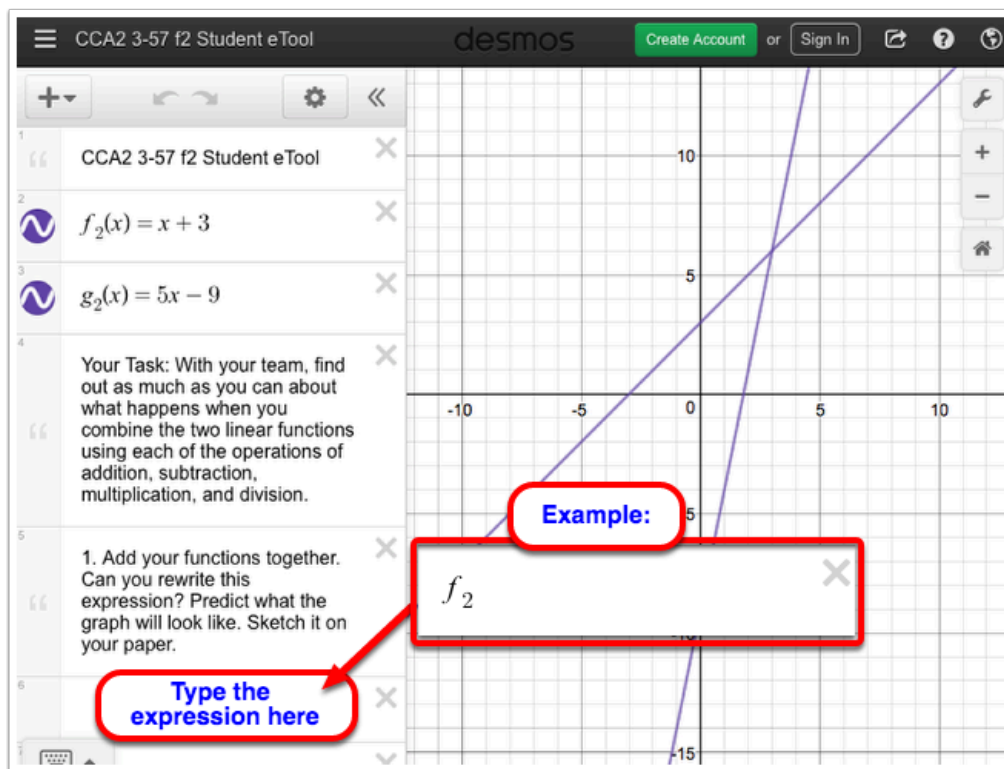 CCA2 3-57 f2 Student eTool
desmos
Create Account
or
Sign In
1
CCA2 3-57 f2 Student eTool
2
f₂(x) = x + 3
3
g₂(x) = 5x − 9
4
Your Task: With your team, find
out as much as you can about
what happens when you
combine the two linear functions
using each of the operations of
addition, subtraction,
multiplication, and division.
5
1. Add your functions together.
Can you rewrite this
expression? Predict what the
graph will look like. Sketch it on
your paper.
6
Type the
expression here
7
Example:
f₂
10
5
-10
-5
0
5
10
-15